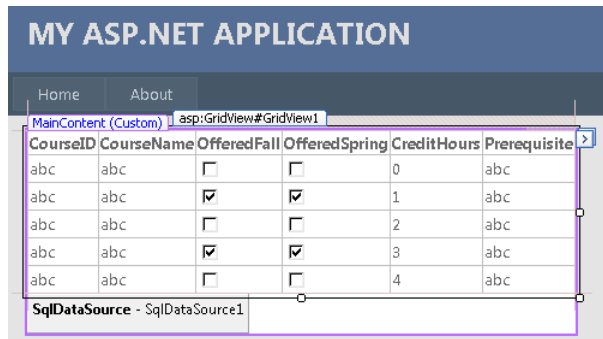 MY ASP.NET APPLICATION
Home About
MainContent (Custom) asp:GridView#GridView1
CourseID CourseName OfferedFall OfferedSpring CreditHours Prerequisite
abc abc 0 abc
abc abc 1 abc
abc abc 2 abc
abc abc 3 abc
abc abc 4 abc
SqlDataSource - SqlDataSource1